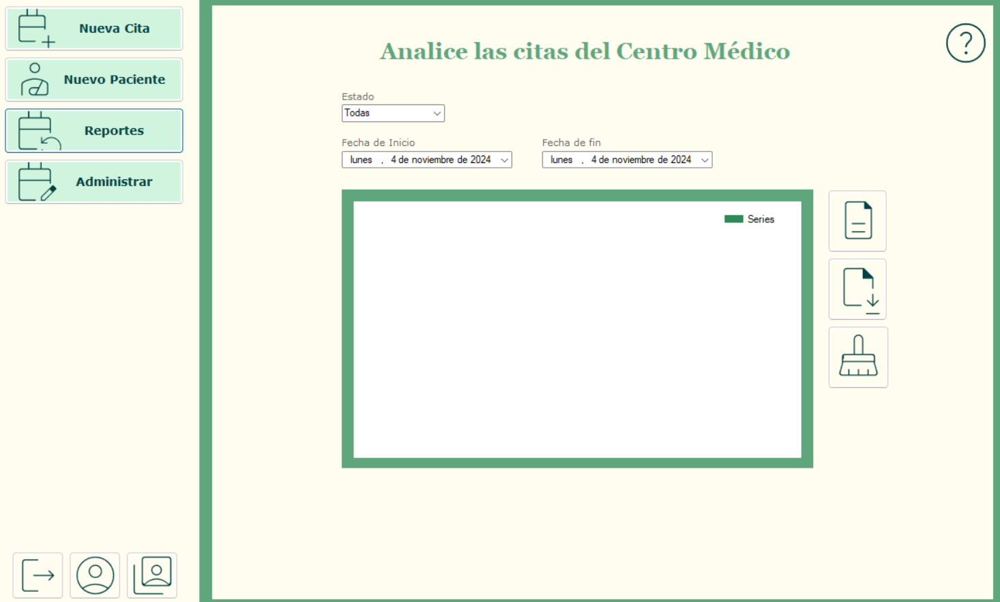 Nueva Cita
Nuevo Paciente
Reportes
Administrar
Analice las citas del Centro Médico
?
Estado
Todas
Fecha de Inicio
Fecha de fin
lunes , 4 de noviembre de 2024
lunes , 4 de noviembre de 2024
Series